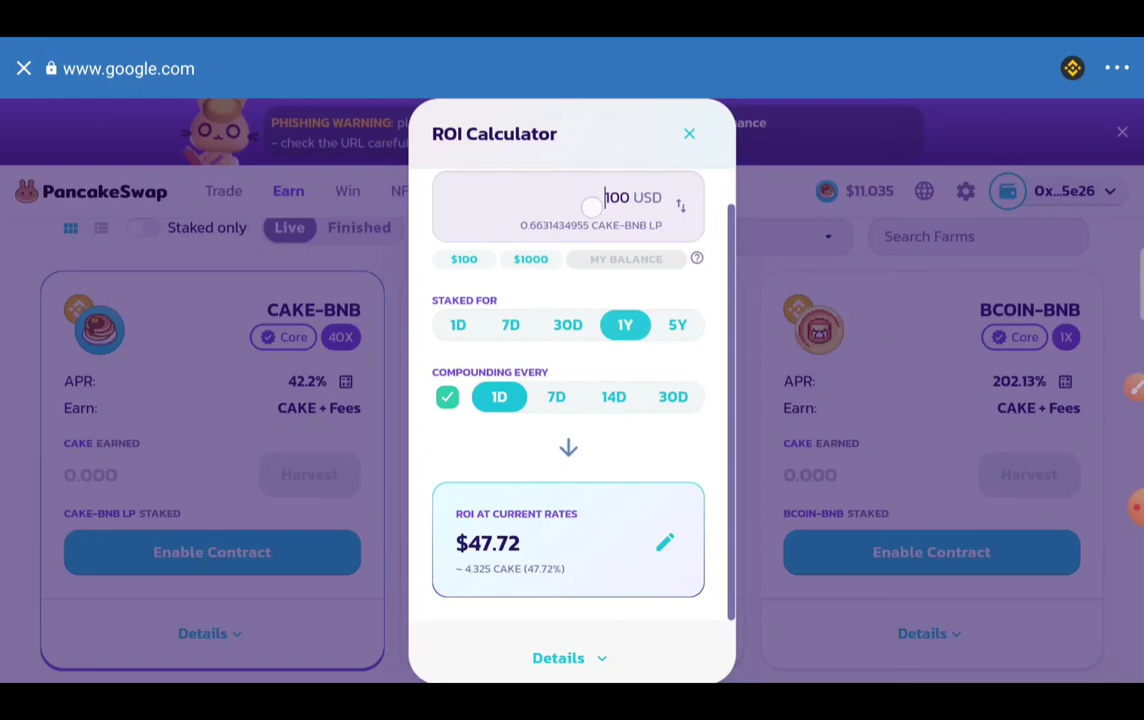 www.google.com
PHISHING WARNING: pl
nance
- check the URL careful
ROI Calculator
PancakeSwap
Trade
Earn
Win
NF
$11.035
0x...5e26
100 USD
0.6631434955 CAKE-BNB LP
Staked only
Live
Finished
Search Farms
$100
$1000
MY BALANCE
STAKED FOR
1D
7D
30D
1Y
5Y
COMPOUNDING EVERY
1D
7D
14D
30D
ROI AT CURRENT RATES
$47.72
~ 4.325 CAKE (47.72%)
Details
CAKE-BNB
Core
40X
APR:
42.2%
Earn:
CAKE + Fees
CAKE EARNED
0.000
Harvest
CAKE-BNB LP STAKED
Enable Contract
Details
BCOIN-BNB
Core
1X
APR:
202.13%
Earn:
CAKE + Fees
CAKE EARNED
0.000
Harvest
BCOIN-BNB STAKED
Enable Contract
Details